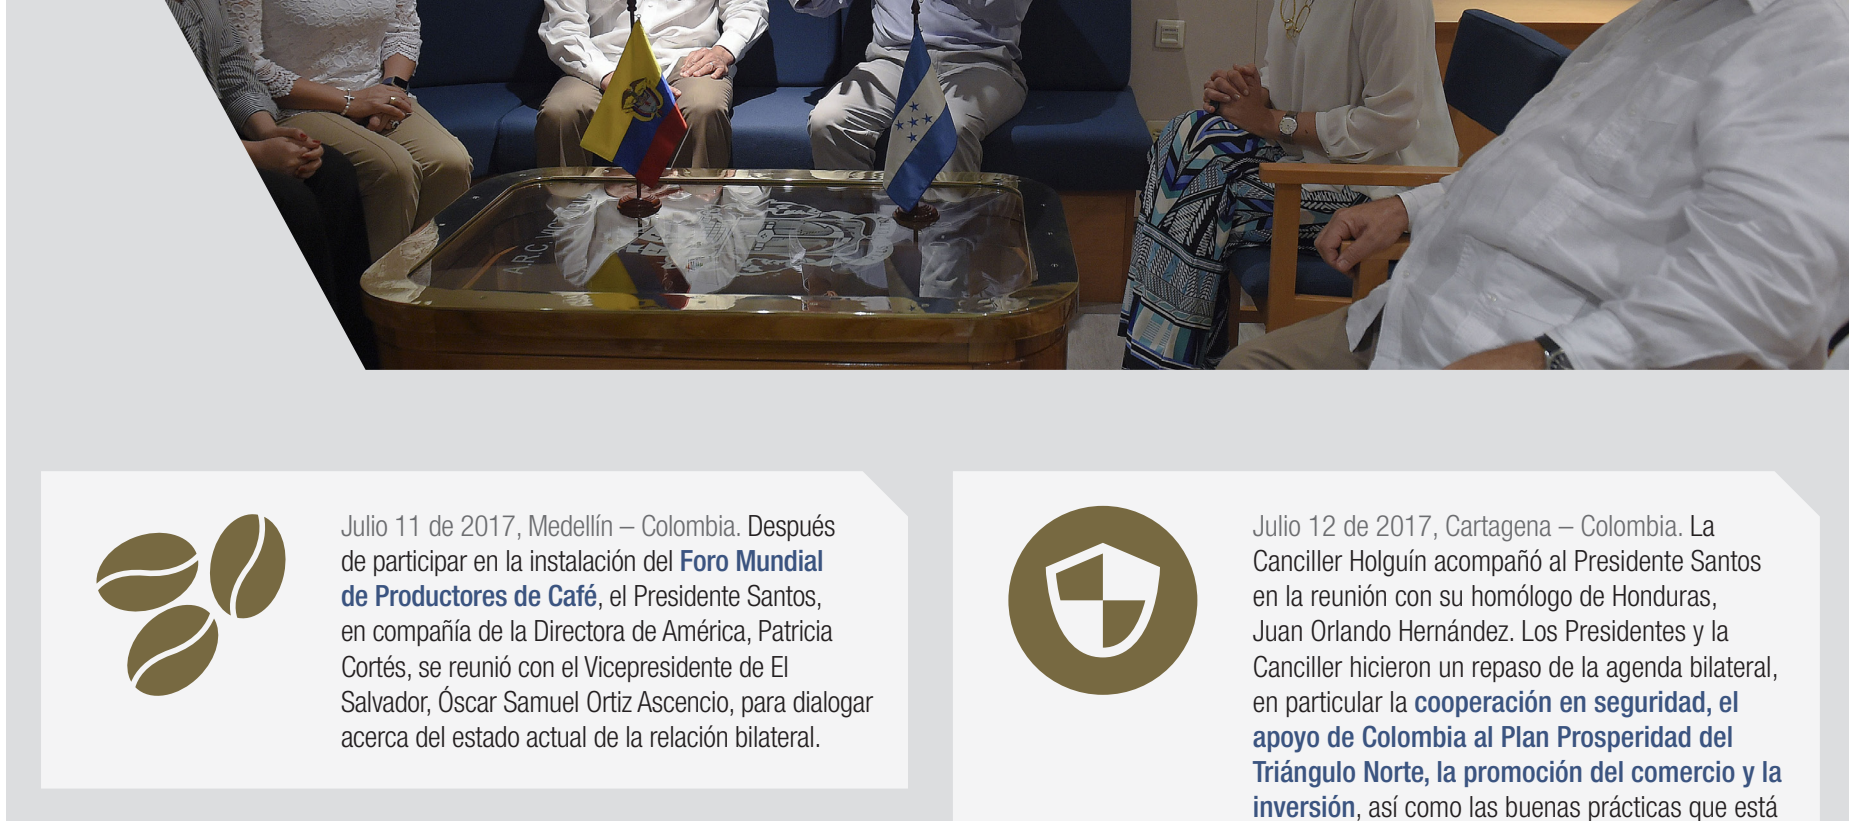 A.R.C.
Julio 11 de 2017, Medellín – Colombia. Después
de participar en la instalación del Foro Mundial
de Productores de Café, el Presidente Santos,
en compañía de la Directora de América, Patricia
Cortés, se reunió con el Vicepresidente de El
Salvador, Óscar Samuel Ortiz Ascencio, para dialogar
acerca del estado actual de la relación bilateral.
Julio 12 de 2017, Cartagena – Colombia. La
Canciller Holguín acompañó al Presidente Santos
en la reunión con su homólogo de Honduras,
Juan Orlando Hernández. Los Presidentes y la
Canciller hicieron un repaso de la agenda bilateral,
en particular la cooperación en seguridad, el
apoyo de Colombia al Plan Prosperidad del
Triángulo Norte, la promoción del comercio y la
inversión, así como las buenas prácticas que está